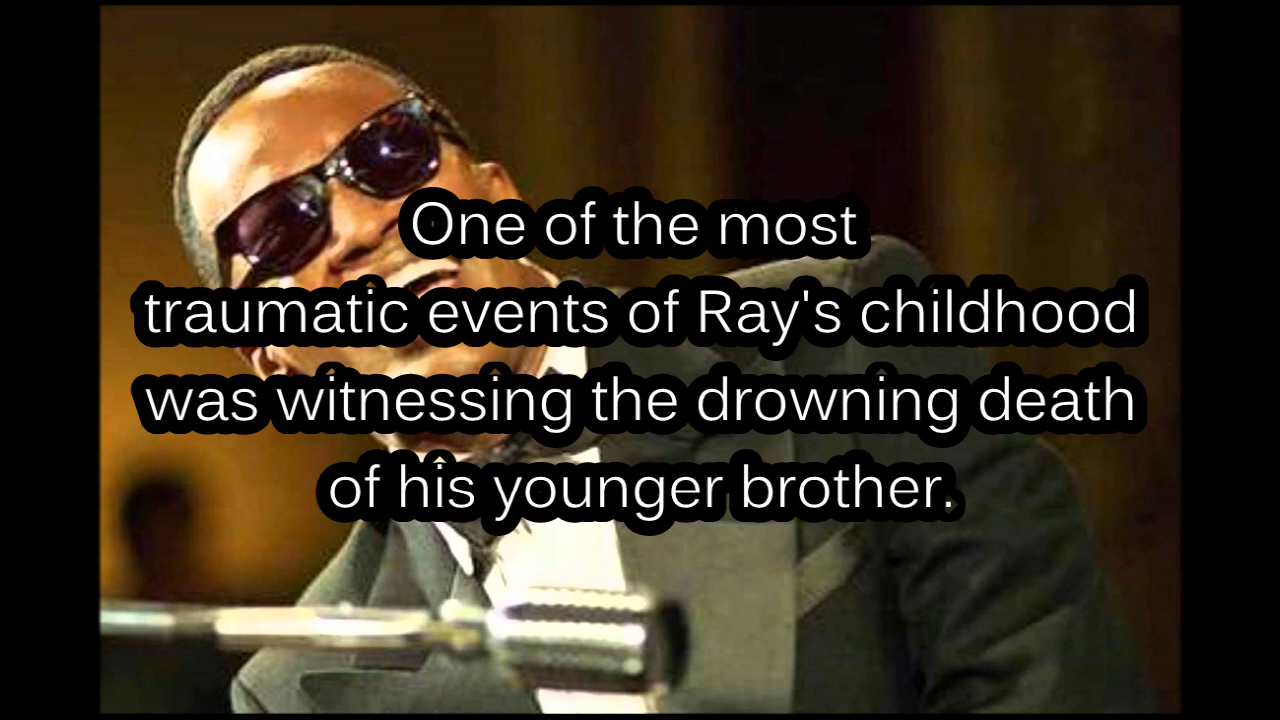 One of the most
traumatic events of Ray's childhood
was witnessing the drowning death
of his younger brother.